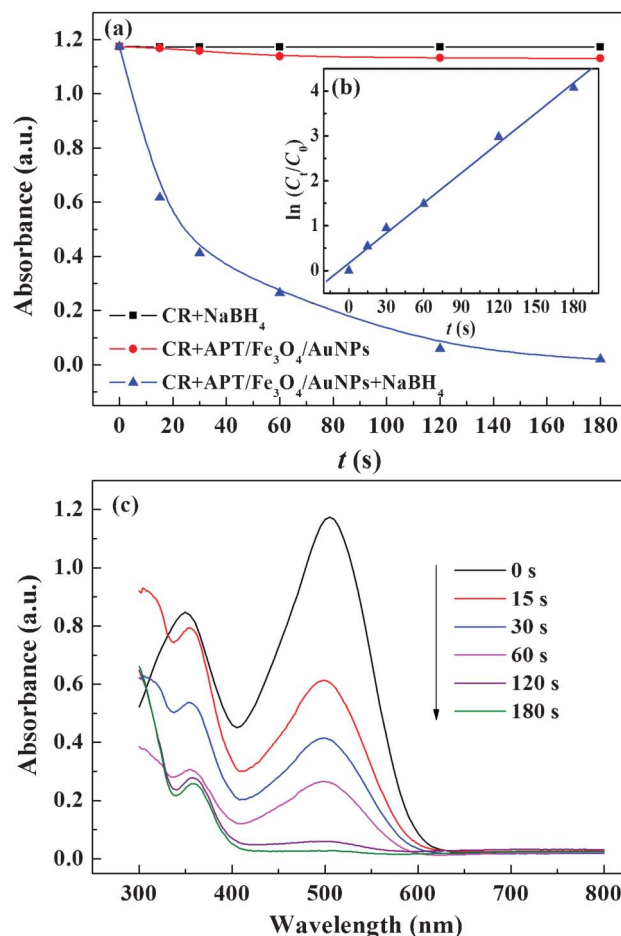 (a)
1.2
1.0
0.8
0.6
0.4
0.2
0.0
Absorbance (a.u.)
CR+NaBH₄
CR+APT/Fe₃O₄/AuNPs
CR+APT/Fe₃O₄/AuNPs+NaBH₄
0 20 40 60 80 100 120 140 160 180
t (s)
(b)
4
3
2
1
0
ln (Cₜ/C₀)
0 30 60 90 120 150 180
t (s)
(c)
1.2
1.0
0.8
0.6
0.4
0.2
0.0
Absorbance (a.u.)
0 s
15 s
30 s
60 s
120 s
180 s
300 400 500 600 700 800
Wavelength (nm)